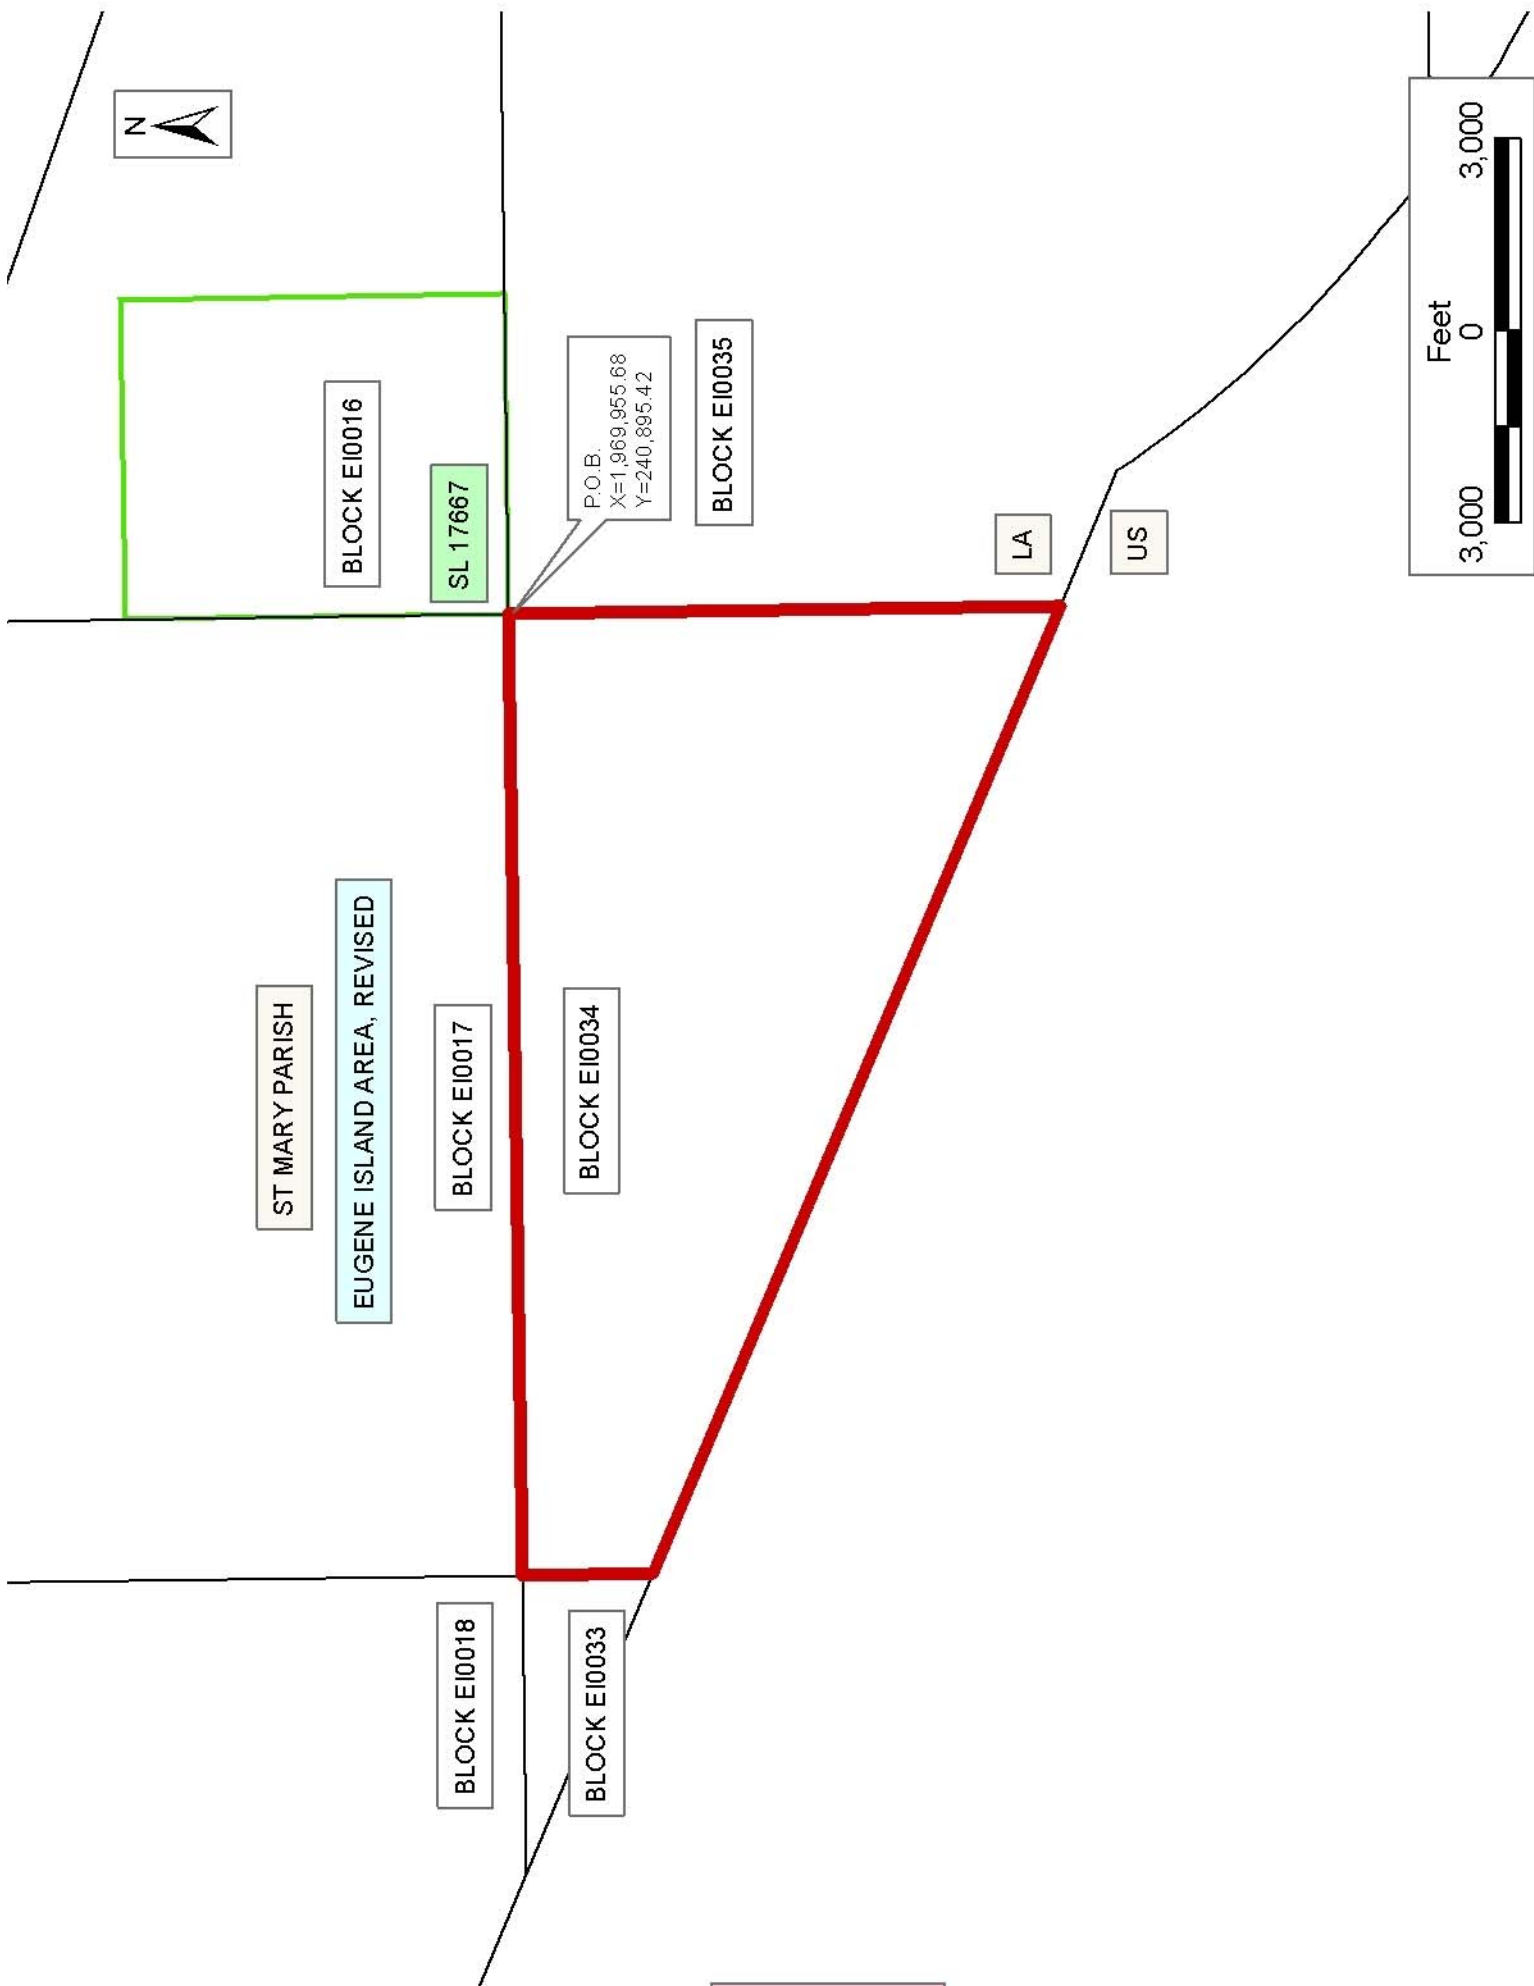 N
ST MARY PARISH
EUGENE ISLAND AREA, REVISED
BLOCK EI0018
BLOCK EI0017
BLOCK EI0016
SL 17667
BLOCK EI0033
BLOCK EI0034
P.O.B.
X=1,969,955.68
Y=240,895.42
BLOCK EI0035
LA
US
Feet
3,000 0 3,000